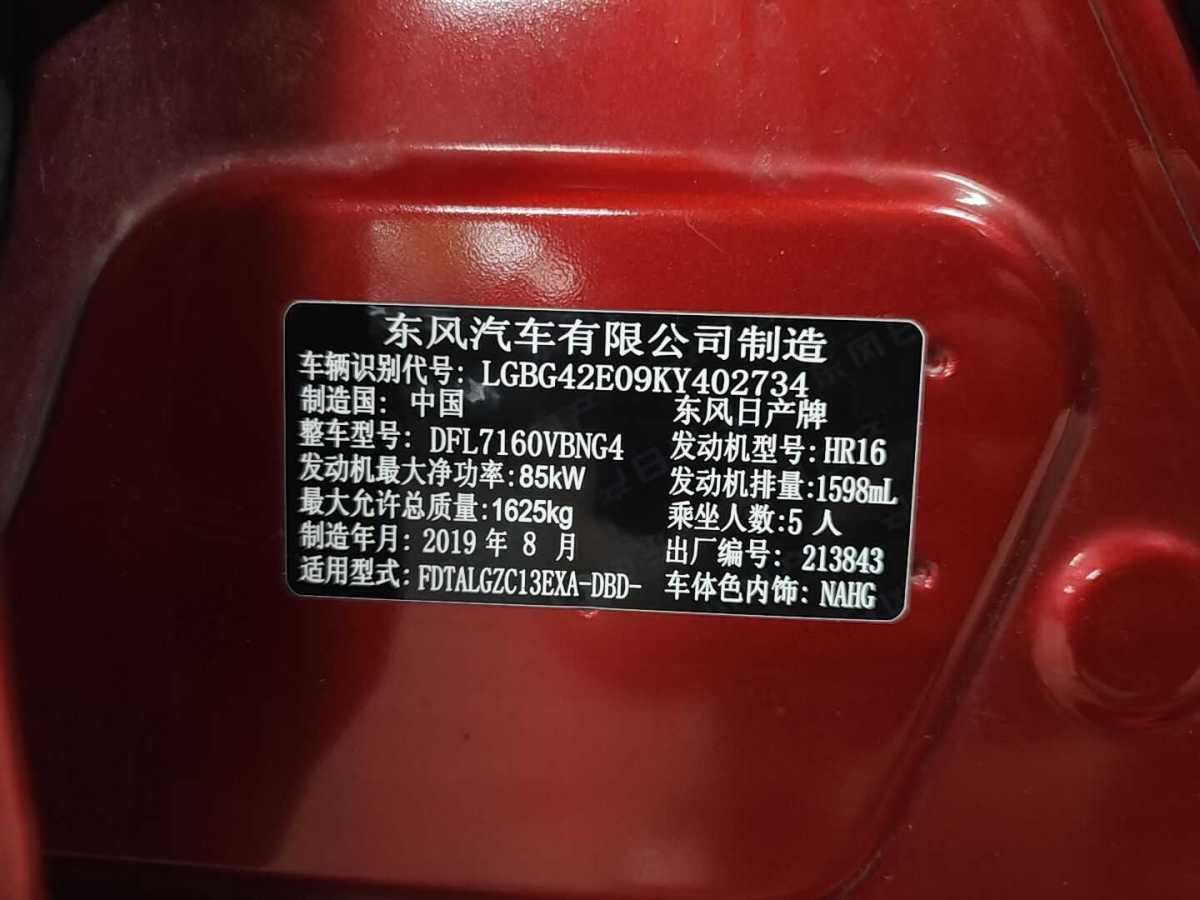 东风汽车有限公司制造
车辆识别代号: LGBG42E09KY402734
制造国: 中国 东风日产牌
整车型号: DFL7160VBNG4 发动机型号: HR16
发动机最大净功率: 85kW 发动机排量: 1598mL
最大允许总质量: 1625kg 乘坐人数: 5 人
制造年月: 2019 年 8 月 出厂编号: 213843
适用型式: FDTALGZC13EXA-DBD- 车体色内饰: NAHG